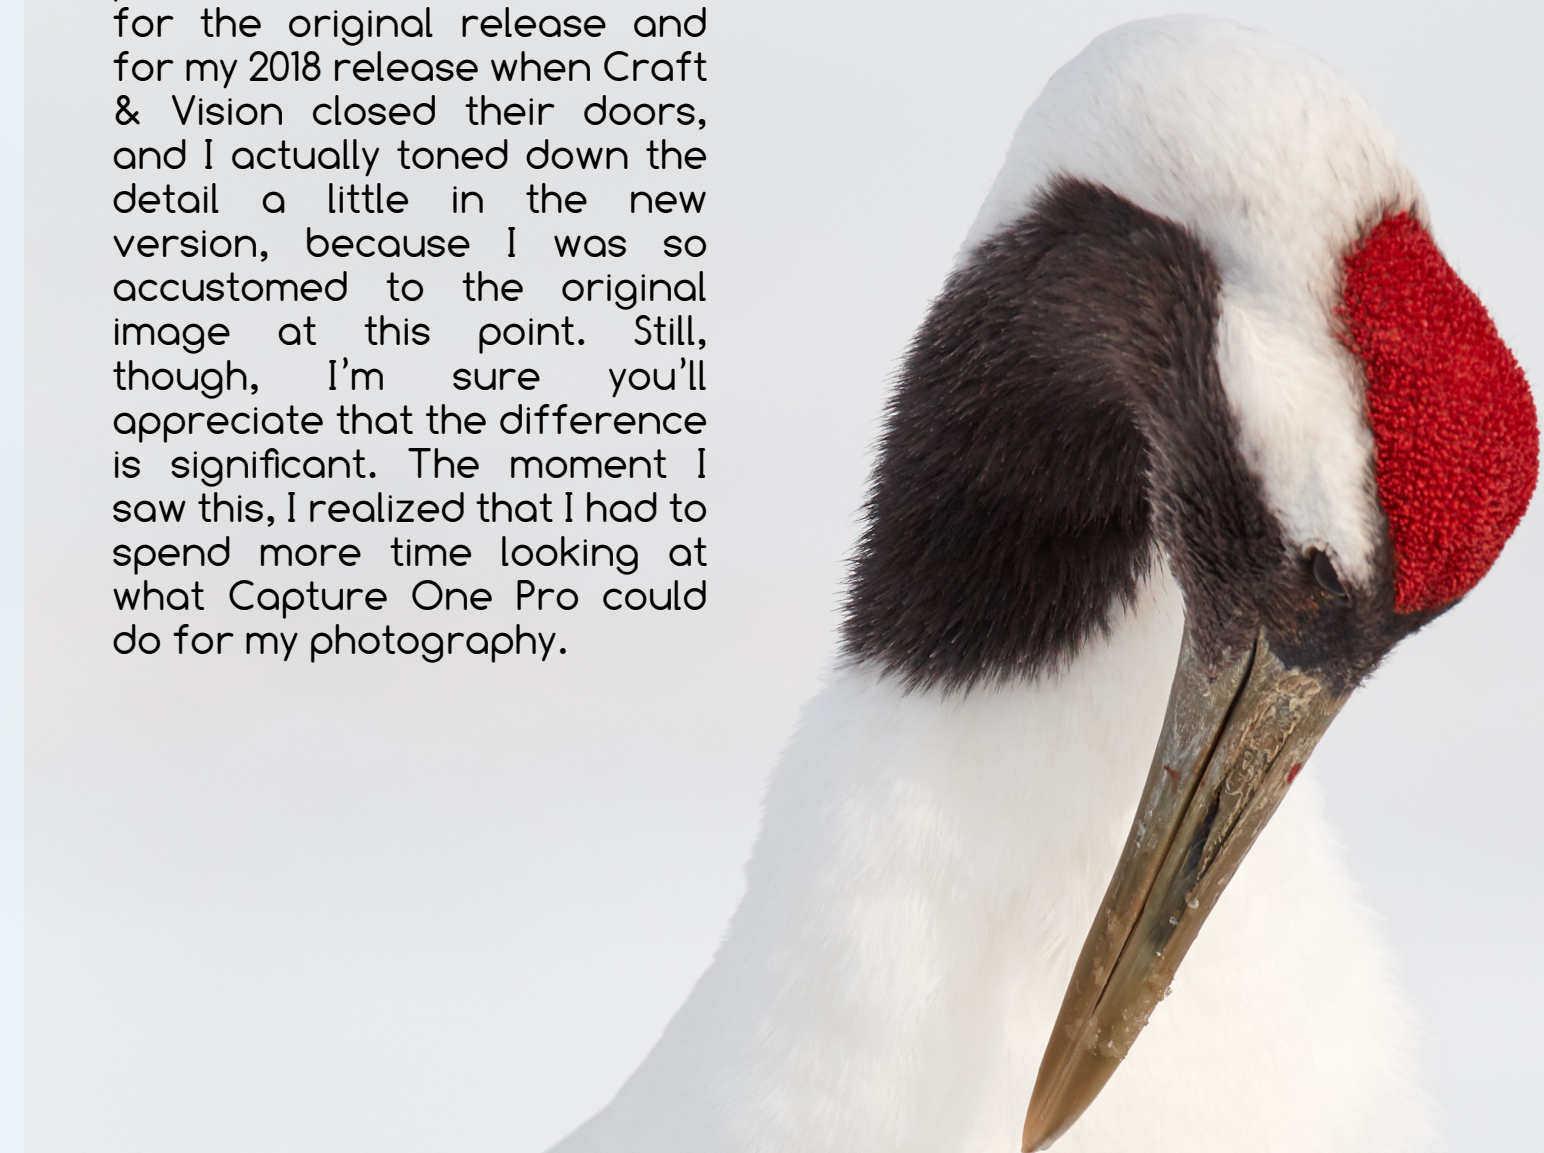 for the original release and
for my 2018 release when Craft
& Vision closed their doors,
and I actually toned down the
detail a little in the new
version, because I was so
accustomed to the original
image at this point. Still,
though, I’m sure you’ll
appreciate that the difference
is significant. The moment I
saw this, I realized that I had to
spend more time looking at
what Capture One Pro could
do for my photography.